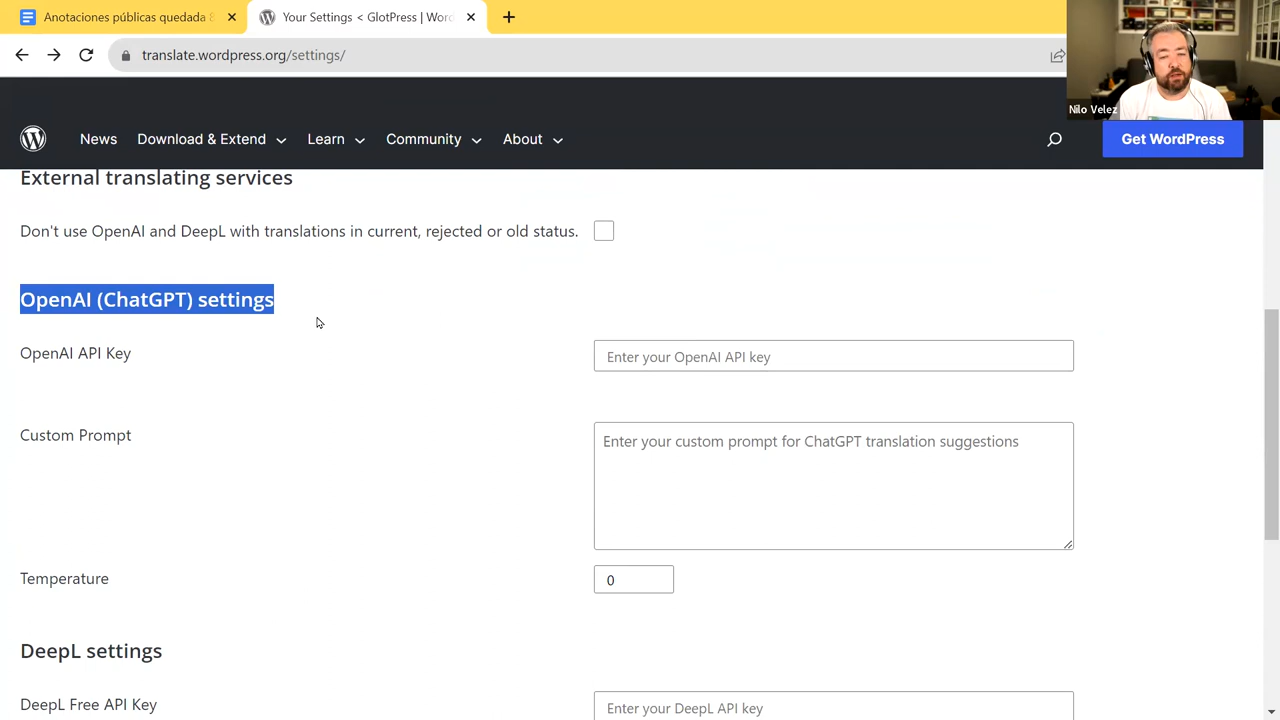 Anotaciones públicas quedada 8
Your Settings < GlotPress | Word
translate.wordpress.org/settings/
Nilo Velez
News
Download & Extend
Learn
Community
About
Get WordPress
External translating services
Don't use OpenAI and DeepL with translations in current, rejected or old status.
OpenAI (ChatGPT) settings
OpenAI API Key
Enter your OpenAI API key
Custom Prompt
Enter your custom prompt for ChatGPT translation suggestions
Temperature
0
DeepL settings
DeepL Free API Key
Enter your DeepL API key